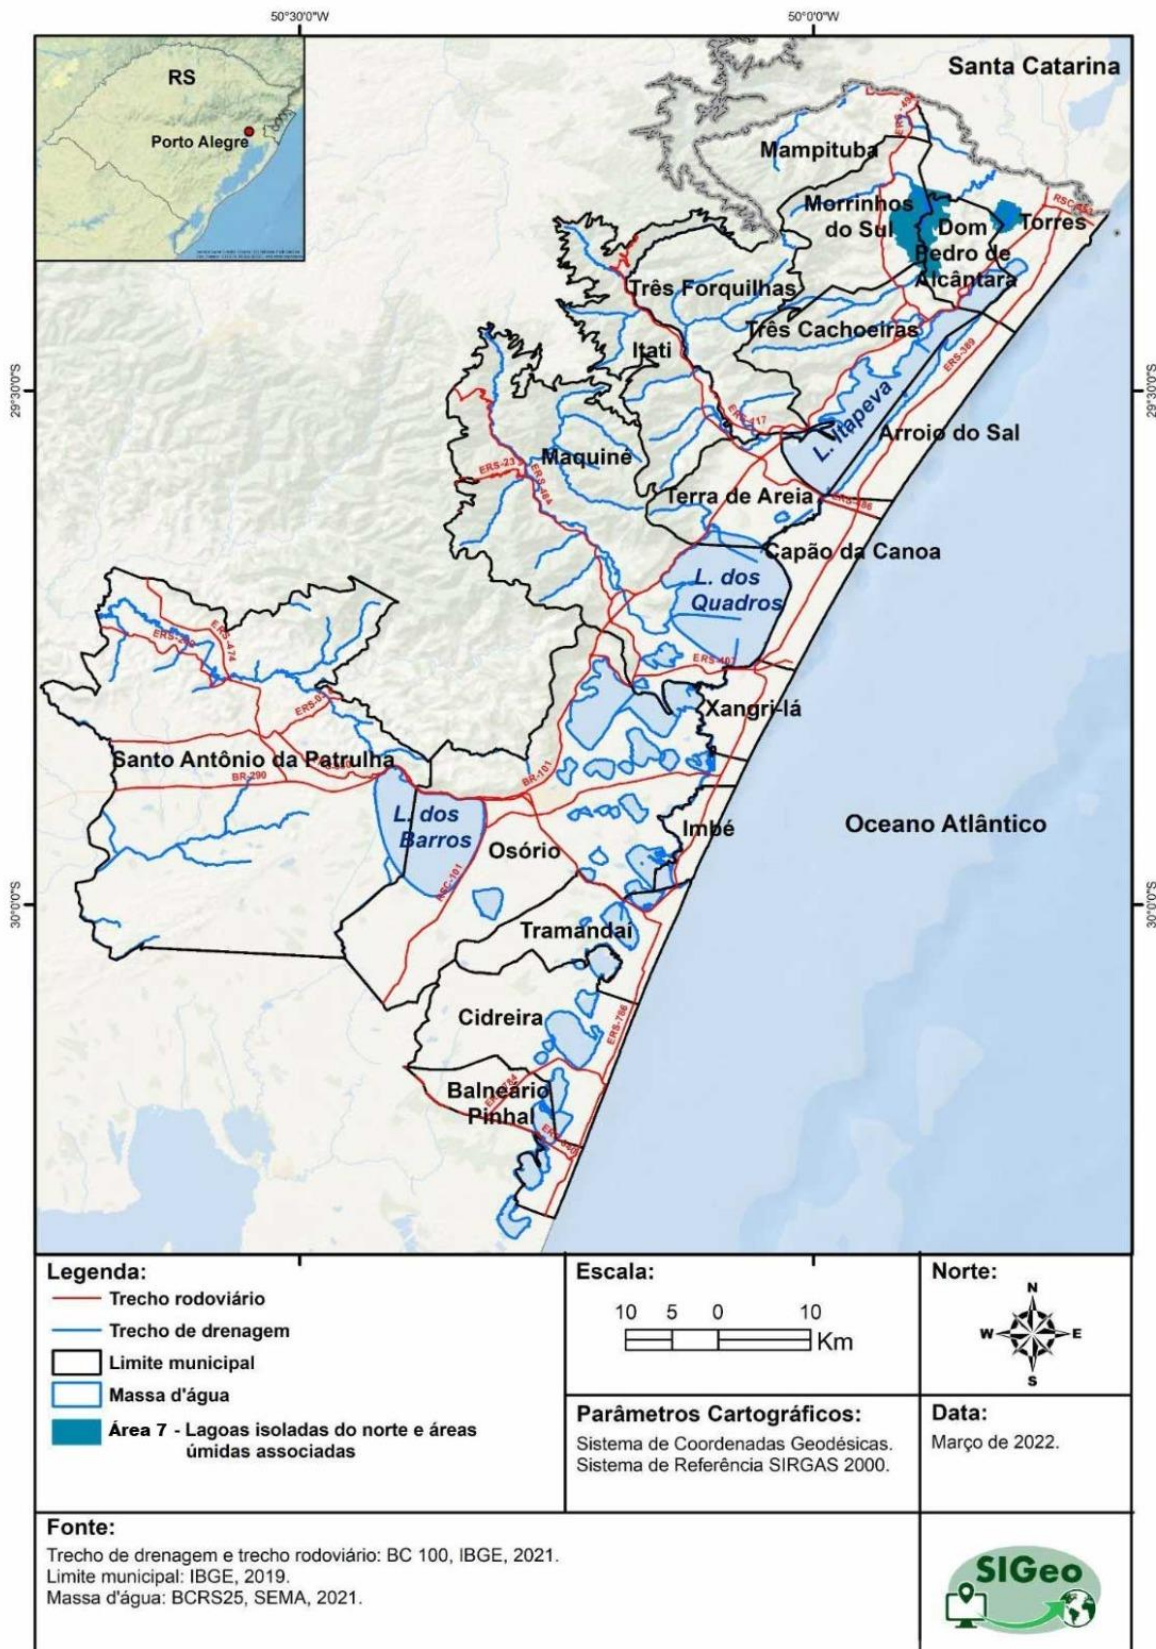 50°30'0"W
50°0'0"W
RS
Porto Alegre
Santa Catarina
Mampituba
Morrinhos
do Sul
Dom
Pedro de
Alcântara
Torres
Três Forquilhas
Três Cachoeiras
Itati
ERS-389
29°30'0"S
29°30'0"S
ERS-417
L. Itapeva
Arroio do Sal
Maquiné
ERS-484
Terra de Areia
ERS-486
Capão da Canoa
L. dos
Quadros
ERS-474
ERS-407
Xangri-lá
Santo Antônio da Patrulha
BR-290
BR-101
L. dos
Barros
Osório
Imbé
Oceano Atlântico
RSC-101
30°0'0"S
30°0'0"S
Tramandaí
Cidreira
ERS-786
Balneário
Pinhal
Legenda:
Trecho rodoviário
Trecho de drenagem
Limite municipal
Massa d'água
Área 7 - Lagoas isoladas do norte e áreas
úmidas associadas
Escala:
10 5 0 10
Km
Norte:
N
W E
S
Parâmetros Cartográficos:
Sistema de Coordenadas Geodésicas.
Sistema de Referência SIRGAS 2000.
Data:
Março de 2022.
Fonte:
Trecho de drenagem e trecho rodoviário: BC 100, IBGE, 2021.
Limite municipal: IBGE, 2019.
Massa d'água: BCRS25, SEMA, 2021.
SIGeo